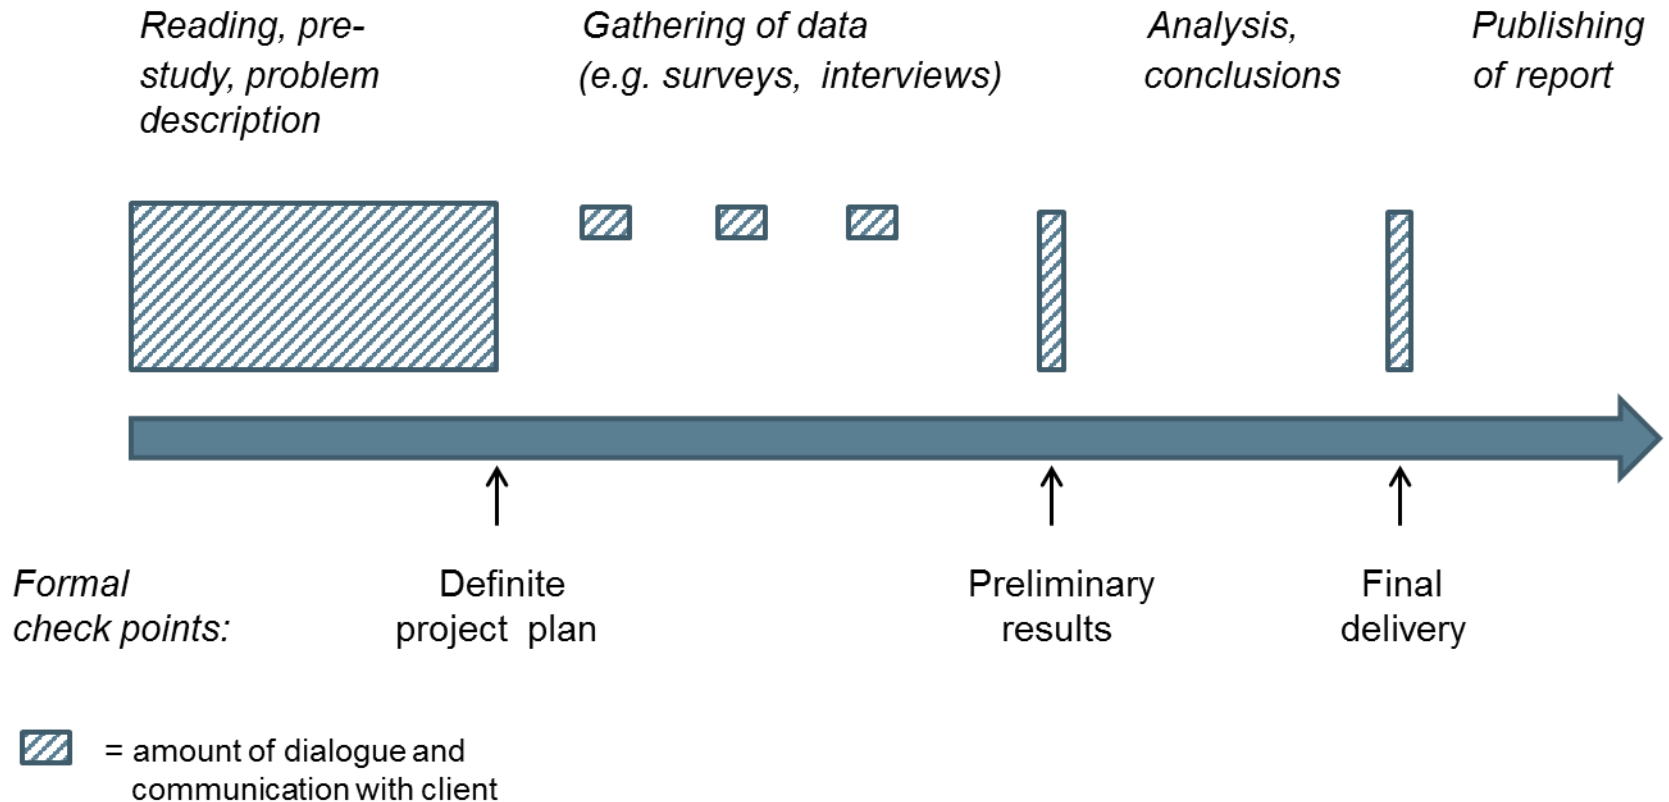 Reading, pre-
study, problem
description
Gathering of data
(e.g. surveys, interviews)
Analysis,
conclusions
Publishing
of report
Formal
check points:
Definite
project plan
Preliminary
results
Final
delivery
= amount of dialogue and
communication with client